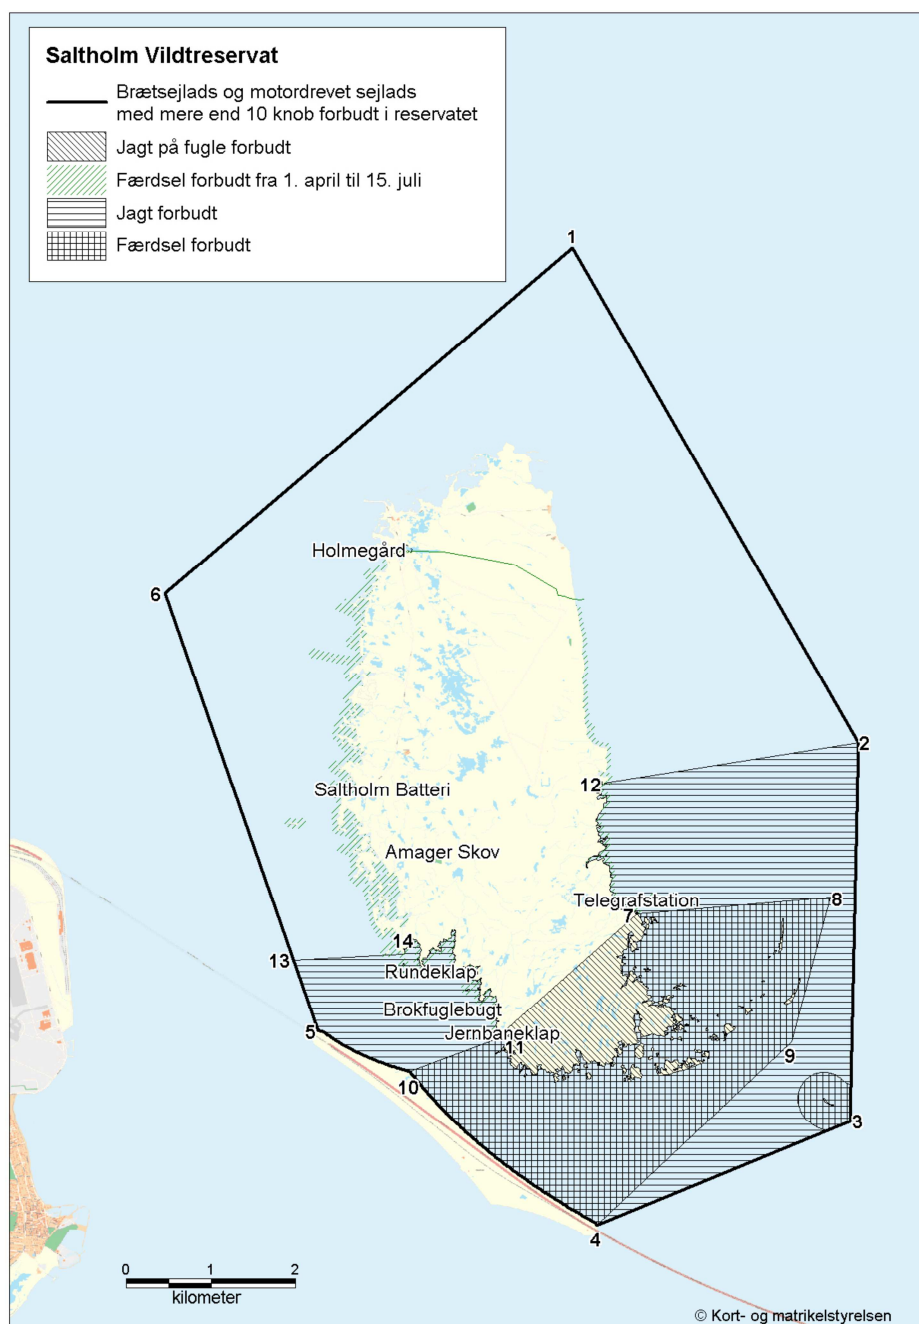 Saltholm Vildtreservat
Brætsejlads og motordrevet sejlads
med mere end 10 knob forbudt i reservatet
Jagt på fugle forbudt
Færdsel forbudt fra 1. april til 15. juli
Jagt forbudt
Færdsel forbudt
1
Holmegård
6
2
12
Saltholm Batteri
Amager Skov
Telegrafstation
8
7
14
13
Rundeklap
Brokfuglebugt
5
Jernbaneklap
11
9
10
3
4
0 1 2
kilometer
© Kort- og matrikelstyrelsen